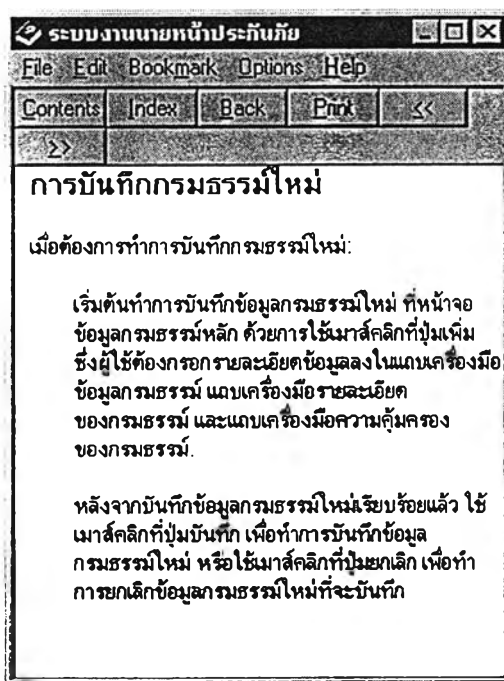 ระบบงานนายหน้าประกันภัย
File Edit Bookmark Options Help
Contents Index Back Print <<
>>
การบันทึกกรมธรรม์ใหม่
เมื่อต้องการทำการบันทึกกรมธรรม์ใหม่:
เริ่มต้นทำการบันทึกข้อมูลกรมธรรม์ใหม่ ที่หน้าจอ
ข้อมูลกรมธรรม์หลัก ด้วยการใช้เมาส์คลิกที่ปุ่มเพิ่ม
ซึ่งผู้ใช้ต้องกรอกรายละเอียดข้อมูลลงในแถบเครื่องมือ
ข้อมูลกรมธรรม์ แถบเครื่องมือรายละเอียด
ของกรมธรรม์ และแถบเครื่องมือความคุ้มครอง
ของกรมธรรม์.
หลังจากบันทึกข้อมูลกรมธรรม์ใหม่เรียบร้อยแล้ว ใช้
เมาส์คลิกที่ปุ่มบันทึก เพื่อทำการบันทึกข้อมูล
กรมธรรม์ใหม่ หรือใช้เมาส์คลิกที่ปุ่มยกเลิก เพื่อทำ
การยกเลิกข้อมูลกรมธรรม์ใหม่ที่จะบันทึก